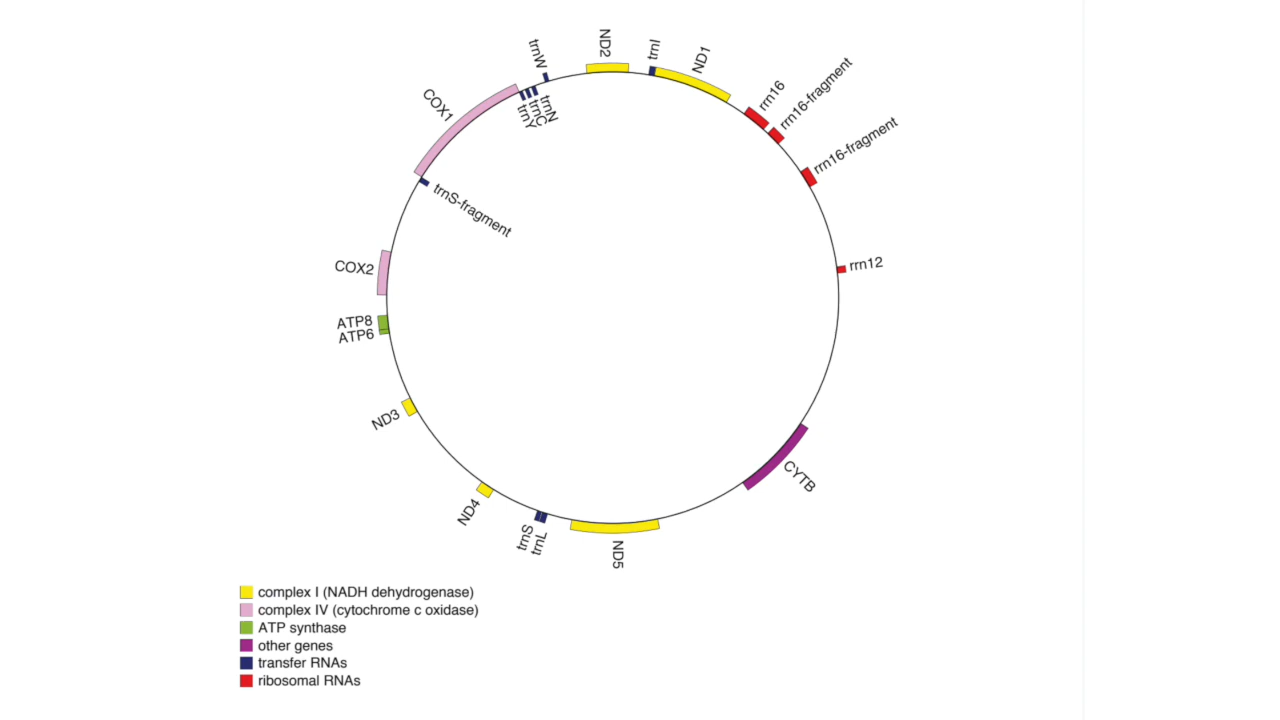 ND2
trnI
ND1
trnW
rrn16
rrn16-fragment
rrn16-fragment
COX1
trnN
trnC
trnY
trnS-fragment
rrn12
COX2
ATP8
ATP6
ND3
CYTB
ND4
trnS
trnL
ND5
complex I (NADH dehydrogenase)
complex IV (cytochrome c oxidase)
ATP synthase
other genes
transfer RNAs
ribosomal RNAs